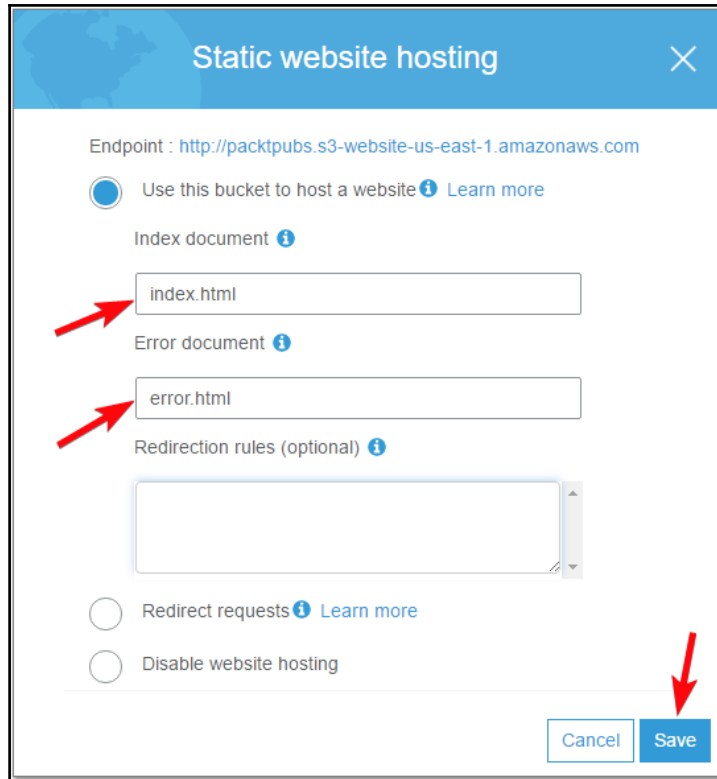 Static website hosting
Endpoint : http://packtpubs.s3-website-us-east-1.amazonaws.com
Use this bucket to host a website Learn more
Index document
index.html
Error document
error.html
Redirection rules (optional)
Redirect requests Learn more
Disable website hosting
Cancel Save